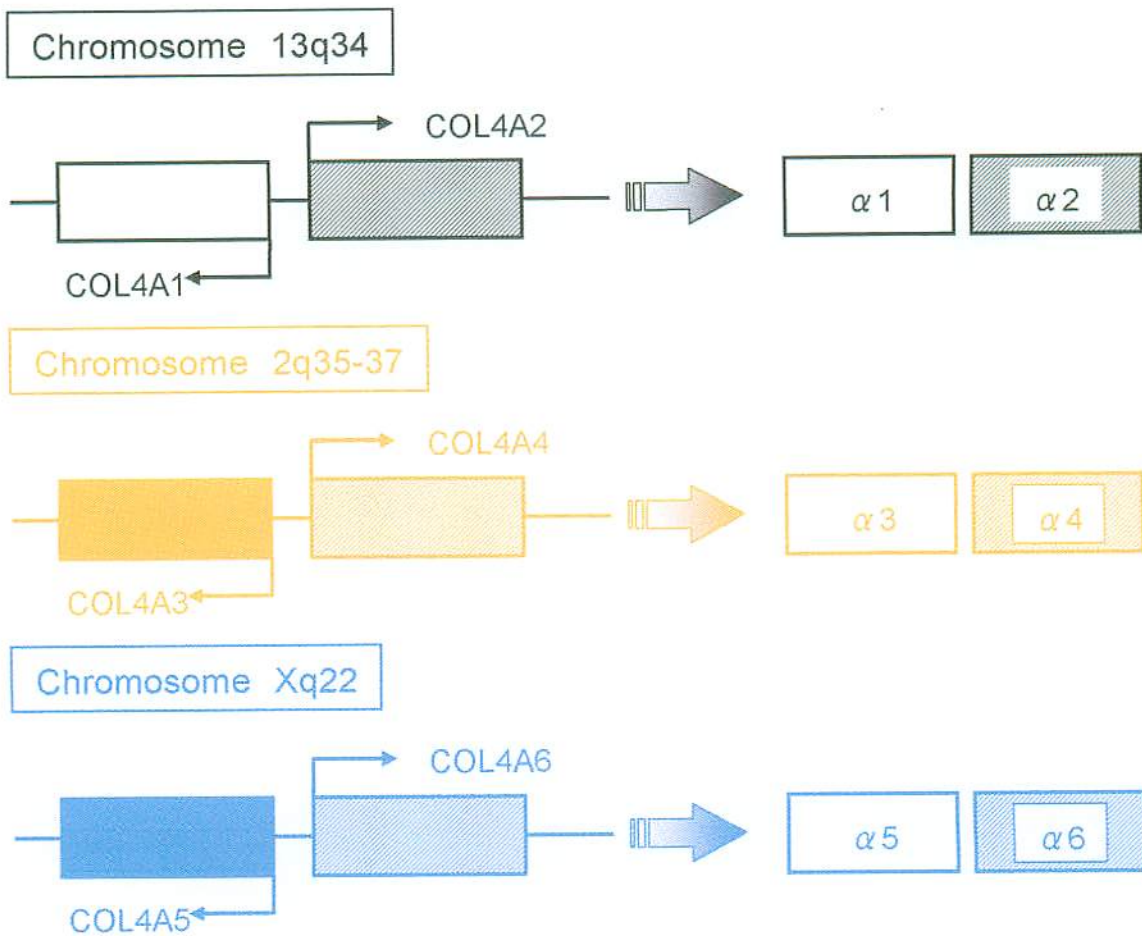 Chromosome 13q34
COL4A2
α1
α2
COL4A1
Chromosome 2q35-37
COL4A4
α3
α4
COL4A3
Chromosome Xq22
COL4A6
α5
α6
COL4A5